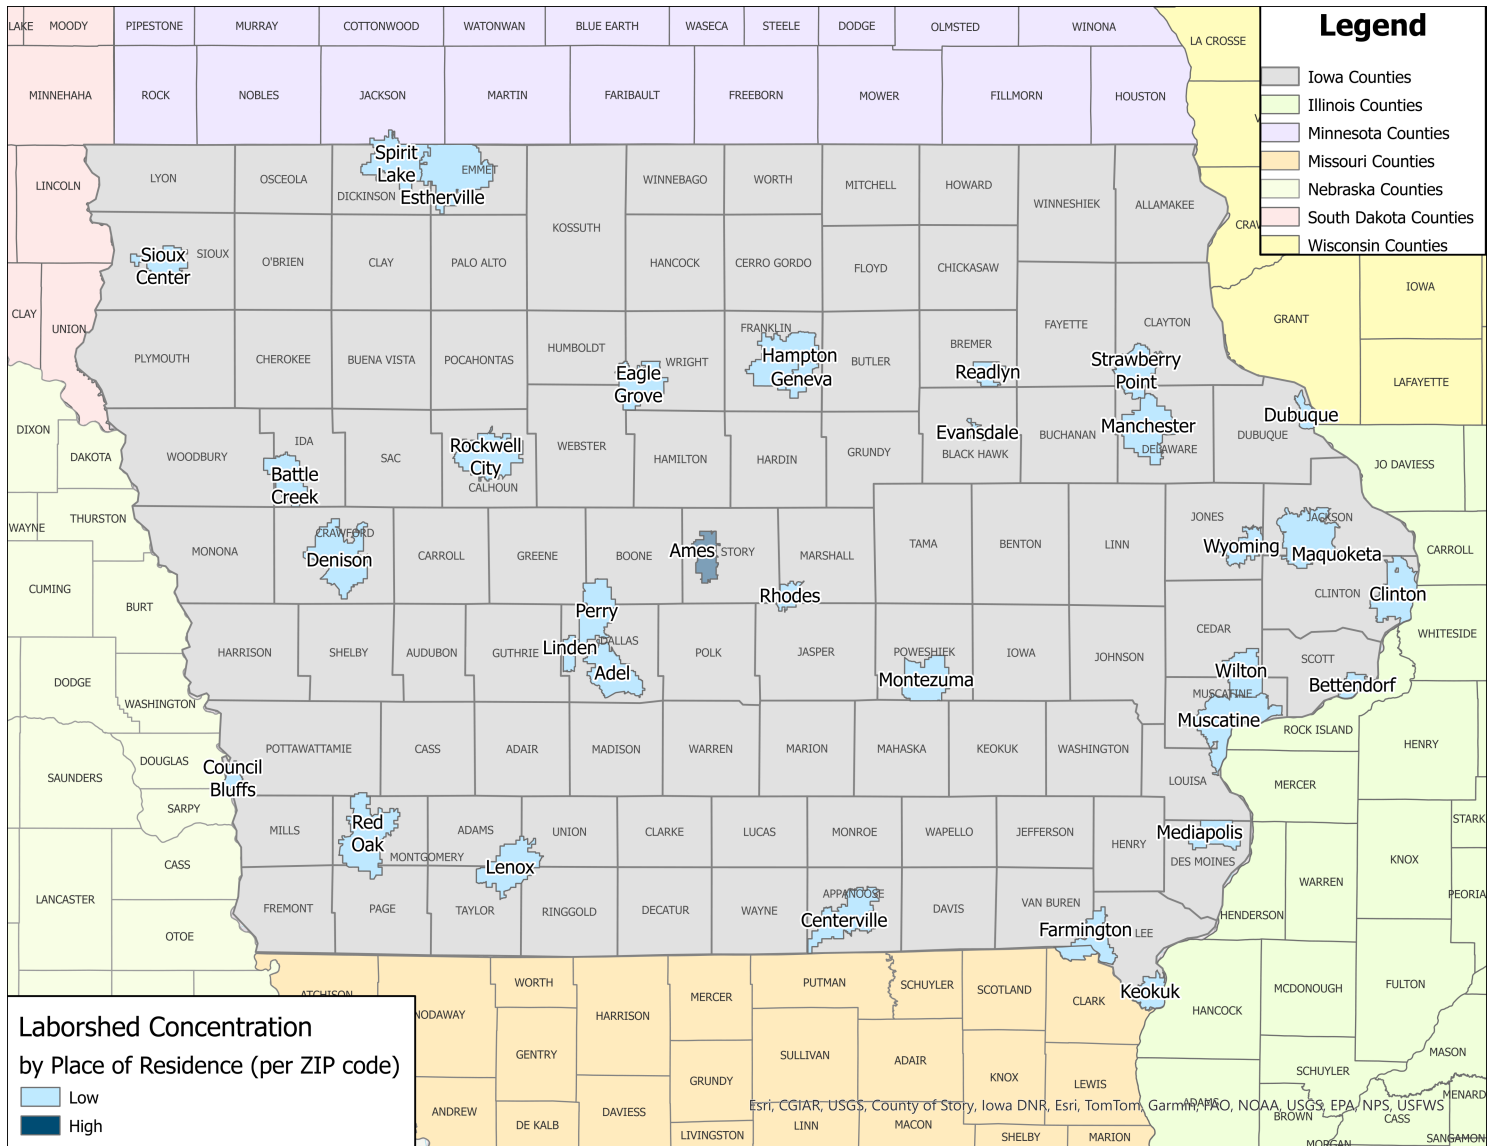 LAKE
MOODY
PIPESTONE
MURRAY
COTTONWOOD
WATONWAN
BLUE EARTH
WASECA
STEELE
DODGE
OLMSTED
WINONA
LA CROSSE
Legend
Iowa Counties
Illinois Counties
Minnesota Counties
Missouri Counties
Nebraska Counties
South Dakota Counties
Wisconsin Counties
MINNEHAHA
ROCK
NOBLES
JACKSON
MARTIN
FARIBAULT
FREEBORN
MOWER
FILLMORN
HOUSTON
V
CRAW
LINCOLN
LYON
OSCEOLA
Spirit
Lake
DICKINSON
EMMET
Estherville
KOSSUTH
WINNEBAGO
WORTH
MITCHELL
HOWARD
WINNESHIEK
ALLAMAKEE
Sioux
Center
SIOUX
O'BRIEN
CLAY
PALO ALTO
HANCOCK
CERRO GORDO
FLOYD
CHICKASAW
FAYETTE
CLAYTON
IOWA
GRANT
LAFAYETTE
CLAY
UNION
PLYMOUTH
CHEROKEE
BUENA VISTA
POCAHONTAS
HUMBOLDT
WRIGHT
Eagle
Grove
FRANKLIN
Hampton
Geneva
BUTLER
BREMER
Readlyn
Strawberry
Point
DIXON
DAKOTA
WOODBURY
IDA
Battle
Creek
SAC
Rockwell
City
CALHOUN
WEBSTER
HAMILTON
HARDIN
GRUNDY
Evansdale
BLACK HAWK
BUCHANAN
Manchester
DELAWARE
Dubuque
DUBUQUE
JO DAVIESS
WAYNE
THURSTON
MONONA
CRAWFORD
Denison
CARROLL
GREENE
BOONE
Ames
STORY
MARSHALL
Rhodes
TAMA
BENTON
LINN
JONES
Wyoming
JACKSON
Maquoketa
CARROLL
CUMING
BURT
CLINTON
Clinton
HARRISON
SHELBY
AUDUBON
GUTHRIE
Perry
Linden
DALLAS
Adel
POLK
JASPER
POWESHIEK
Montezuma
IOWA
JOHNSON
CEDAR
SCOTT
Bettendorf
WHITESIDE
DODGE
WASHINGTON
Wilton
MUSCATINE
Muscatine
ROCK ISLAND
HENRY
DOUGLAS
SAUNDERS
SARPY
Council
Bluffs
POTTAWATTAMIE
CASS
ADAIR
MADISON
WARREN
MARION
MAHASKA
KEOKUK
WASHINGTON
LOUISA
MERCER
MILLS
Red
Oak
MONTGOMERY
ADAMS
Lenox
UNION
CLARKE
LUCAS
MONROE
WAPELLO
JEFFERSON
HENRY
Mediapolis
DES MOINES
STARK
KNOX
WARREN
PEORIA
CASS
LANCASTER
OTOE
FREMONT
PAGE
TAYLOR
RINGGOLD
DECATUR
WAYNE
APPANOOSE
Centerville
DAVIS
VAN BUREN
Farmington
LEE
HENDERSON
Keokuk
HANCOCK
MCDONOUGH
FULTON
ATCHISON
NODAWAY
WORTH
HARRISON
MERCER
PUTMAN
SCHUYLER
SCOTLAND
CLARK
GENTRY
SULLIVAN
ADAIR
KNOX
LEWIS
SCHUYLER
MASON
ANDREW
DE KALB
DAVIESS
GRUNDY
LIVINGSTON
LINN
MACON
SHELBY
MARION
ADAMS
BROWN
CASS
MENARD
MORGAN
SANGAMON
Esri, CGIAR, USGS, County of Story, Iowa DNR, Esri, TomTom, Garmin, FAO, NOAA, USGS, EPA, NPS, USFWS
Laborshed Concentration
by Place of Residence (per ZIP code)
Low
High